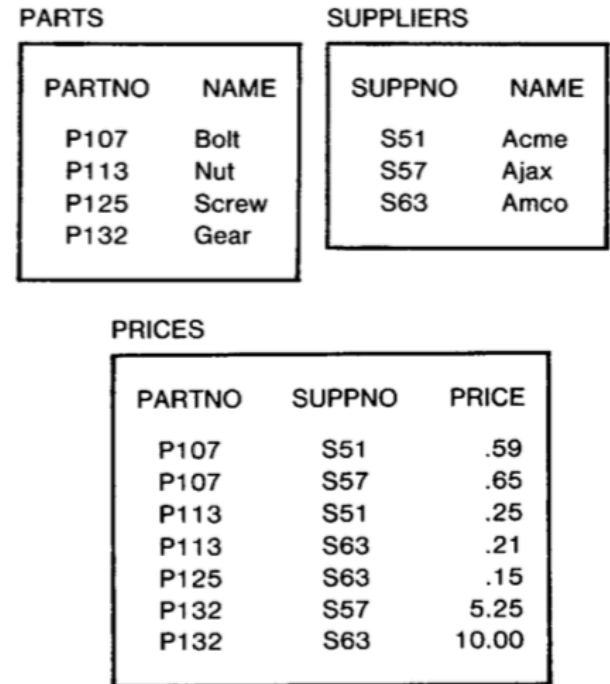 PARTS
PARTNO NAME
P107 Bolt
P113 Nut
P125 Screw
P132 Gear
SUPPLIERS
SUPPNO NAME
S51 Acme
S57 Ajax
S63 Amco
PRICES
PARTNO SUPPNO PRICE
P107 S51 .59
P107 S57 .65
P113 S51 .25
P113 S63 .21
P125 S63 .15
P132 S57 5.25
P132 S63 10.00